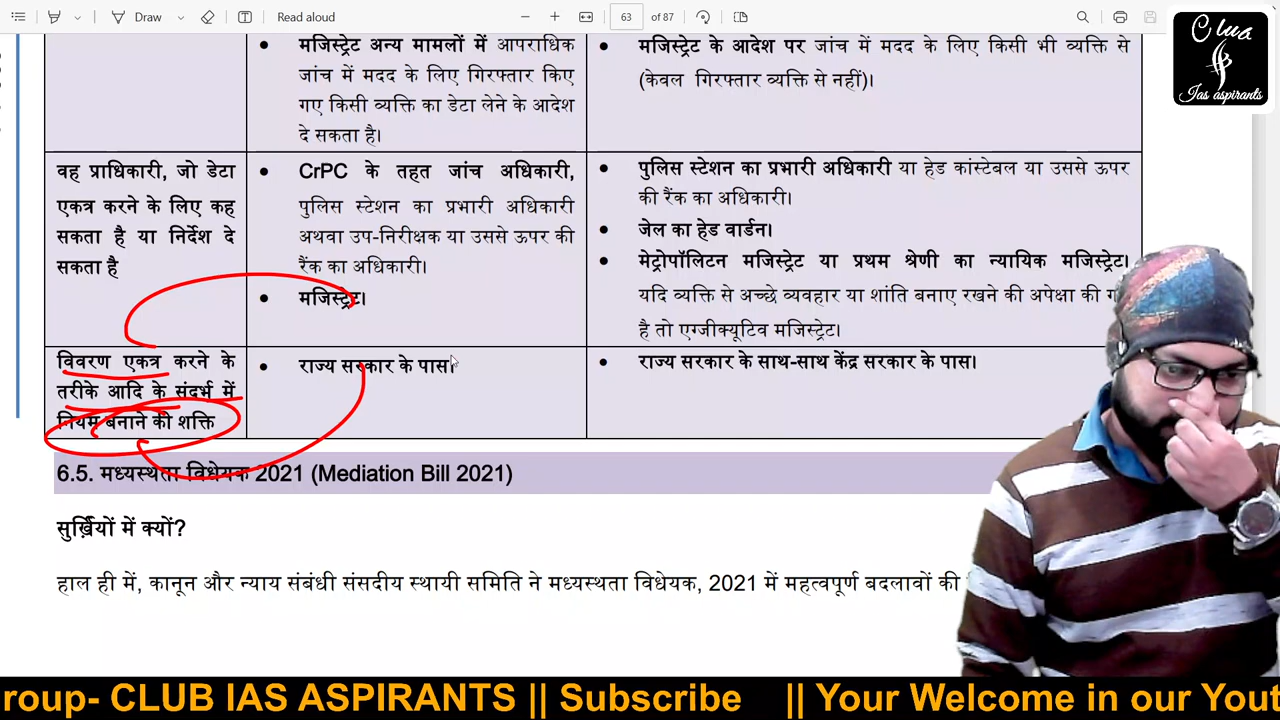 Draw
Read aloud
63
of 87
Club
Ias aspirants
मजिस्ट्रेट अन्य मामलों में आपराधिक
जांच में मदद के लिए गिरफ्तार किए
गए किसी व्यक्ति का डेटा लेने के आदेश
दे सकता है।
मजिस्ट्रेट के आदेश पर जांच में मदद के लिए किसी भी व्यक्ति से
(केवल गिरफ्तार व्यक्ति से नहीं)।
वह प्राधिकारी, जो डेटा
एकत्र करने के लिए कह
सकता है या निर्देश दे
सकता है
CrPC के तहत जांच अधिकारी,
पुलिस स्टेशन का प्रभारी अधिकारी
अथवा उप-निरीक्षक या उससे ऊपर की
रैंक का अधिकारी।
मजिस्ट्रेट।
पुलिस स्टेशन का प्रभारी अधिकारी या हेड कांस्टेबल या उससे ऊपर
की रैंक का अधिकारी।
जेल का हेड वार्डन।
मेट्रोपॉलिटन मजिस्ट्रेट या प्रथम श्रेणी का न्यायिक मजिस्ट्रेट।
यदि व्यक्ति से अच्छे व्यवहार या शांति बनाए रखने की अपेक्षा की
है तो एग्जीक्यूटिव मजिस्ट्रेट।
विवरण एकत्र करने के
तरीके आदि के संदर्भ में
नियम बनाने की शक्ति
राज्य सरकार के पास।
राज्य सरकार के साथ-साथ केंद्र सरकार के पास।
6.5. मध्यस्थता विधेयक 2021 (Mediation Bill 2021)
सुर्ख़ियों में क्यों?
हाल ही में, कानून और न्याय संबंधी संसदीय स्थायी समिति ने मध्यस्थता विधेयक, 2021 में महत्वपूर्ण बदलावों की
roup- CLUB IAS ASPIRANTS || Subscribe || Your Welcome in our Yout